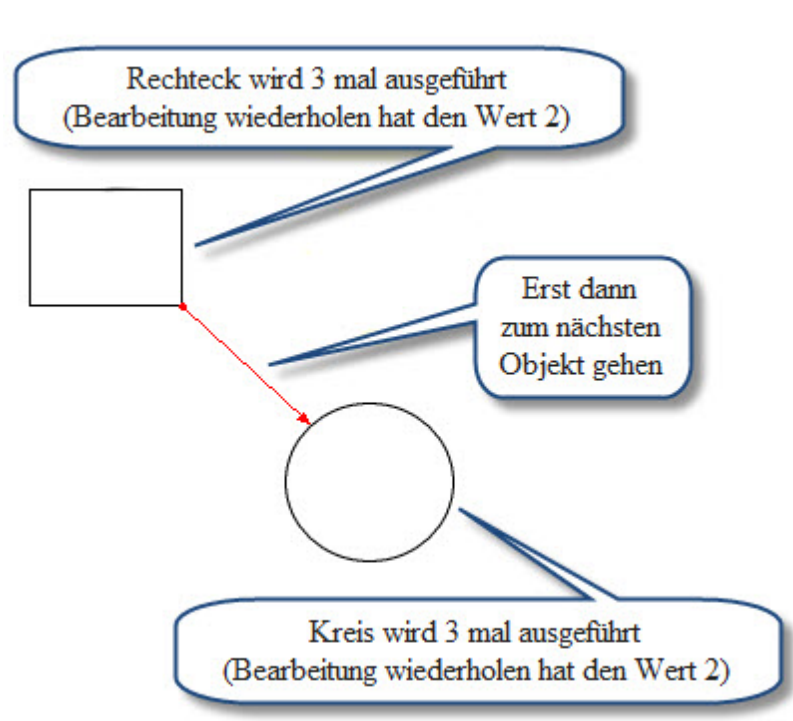 Rechteck wird 3 mal ausgeführt
(Bearbeitung wiederholen hat den Wert 2)
Erst dann
zum nächsten
Objekt gehen
Kreis wird 3 mal ausgeführt
(Bearbeitung wiederholen hat den Wert 2)